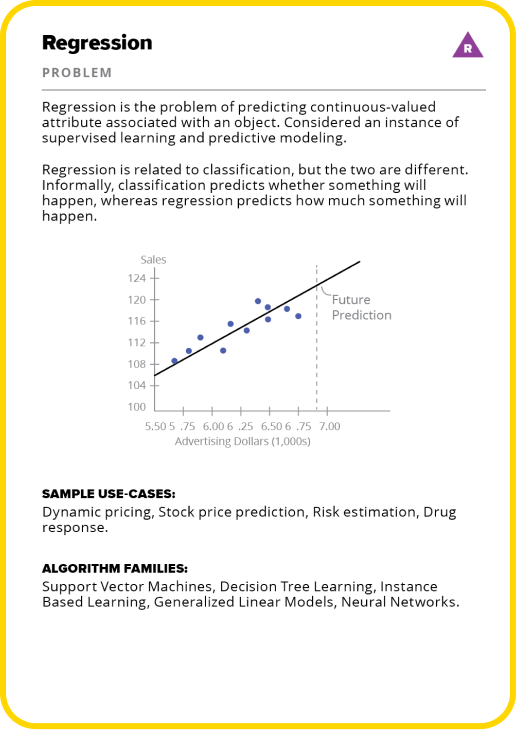 Regression
R
PROBLEM
Regression is the problem of predicting continuous-valued
attribute associated with an object. Considered an instance of
supervised learning and predictive modeling.
Regression is related to classification, but the two are different.
Informally, classification predicts whether something will
happen, whereas regression predicts how much something will
happen.
Sales
124
120
116
112
108
104
100
Future
Prediction
5.50 5 .75 6.00 6 .25 6.50 6 .75 7.00
Advertising Dollars (1,000s)
SAMPLE USE-CASES:
Dynamic pricing, Stock price prediction, Risk estimation, Drug
response.
ALGORITHM FAMILIES:
Support Vector Machines, Decision Tree Learning, Instance
Based Learning, Generalized Linear Models, Neural Networks.